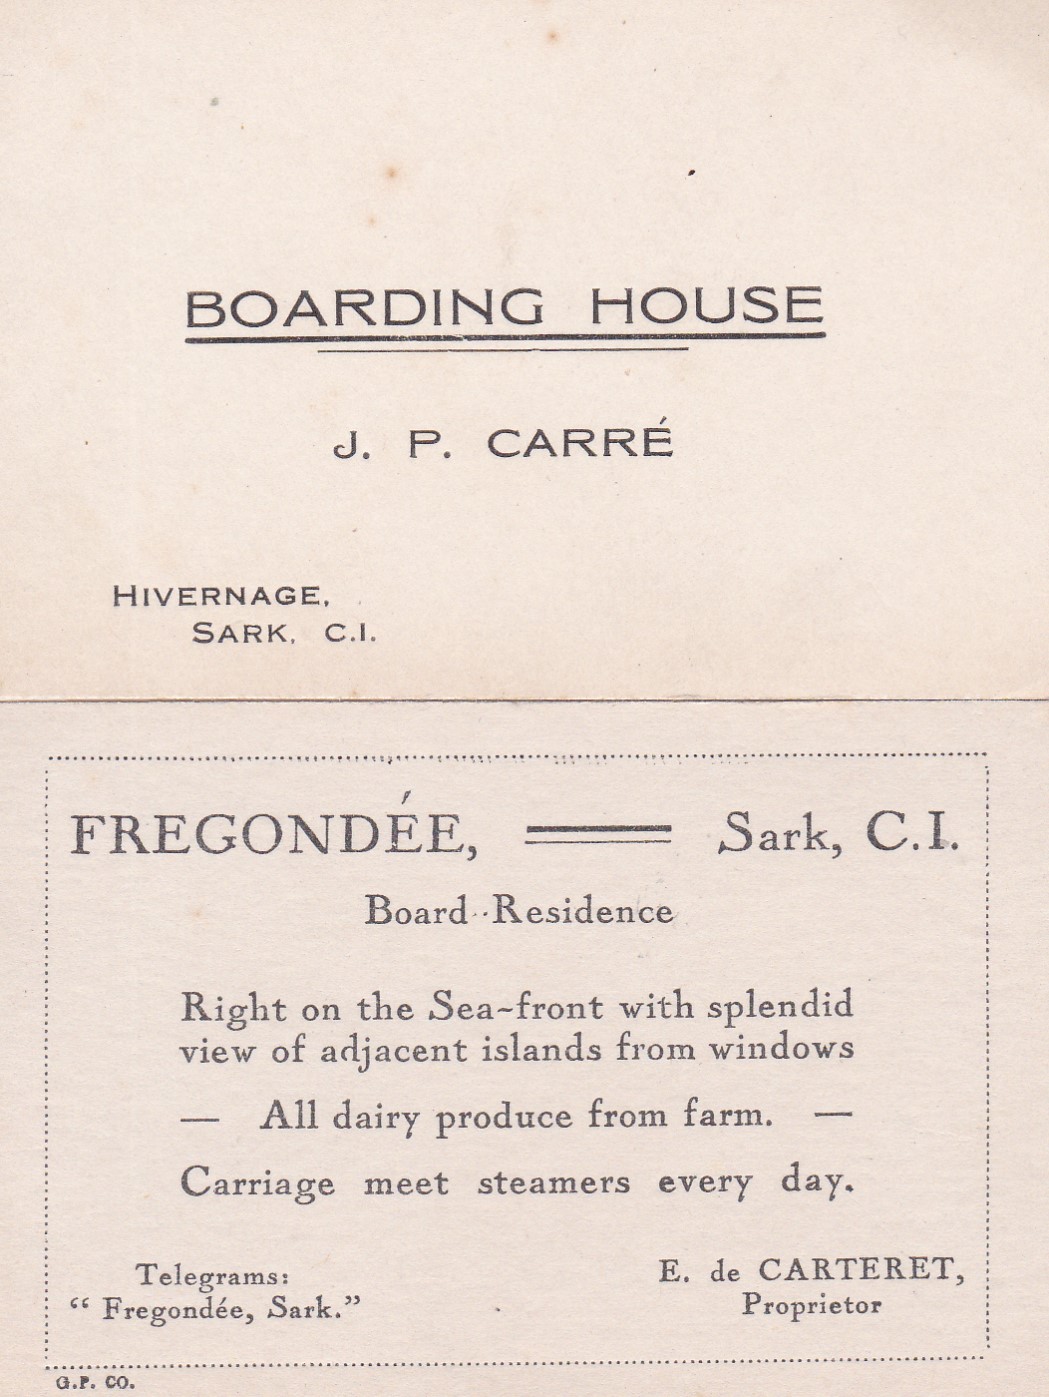 BOARDING HOUSE
J. P. CARRÉ
HIVERNAGE,
SARK, C.I.
FREGONDÉE, Sark, C.I.
Board--Residence
Right on the Sea-front with splendid
view of adjacent islands from windows
— All dairy produce from farm. —
Carriage meet steamers every day.
Telegrams:
“ Fregondée, Sark.”
E. de CARTERET,
Proprietor
G.P. CO.